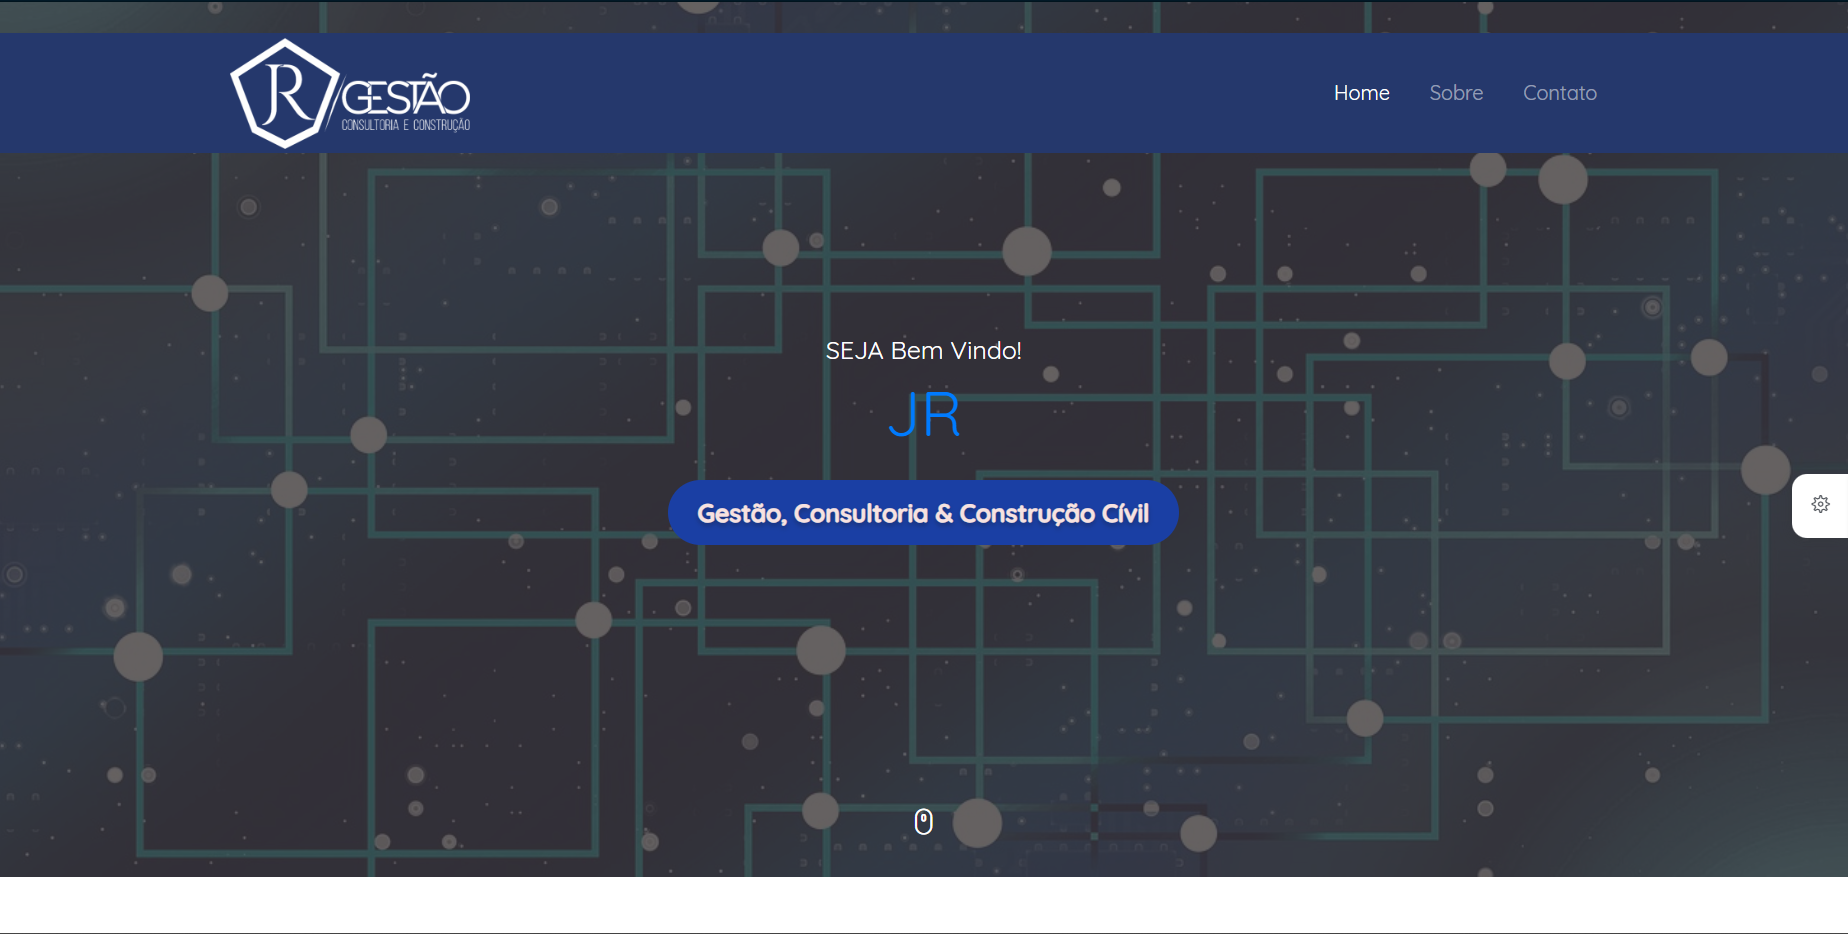 JR GESTÃO
CONSULTORIA E CONSTRUÇÃO
Home Sobre Contato
SEJA Bem Vindo!
JR
Gestão, Consultoria & Construção Cívil